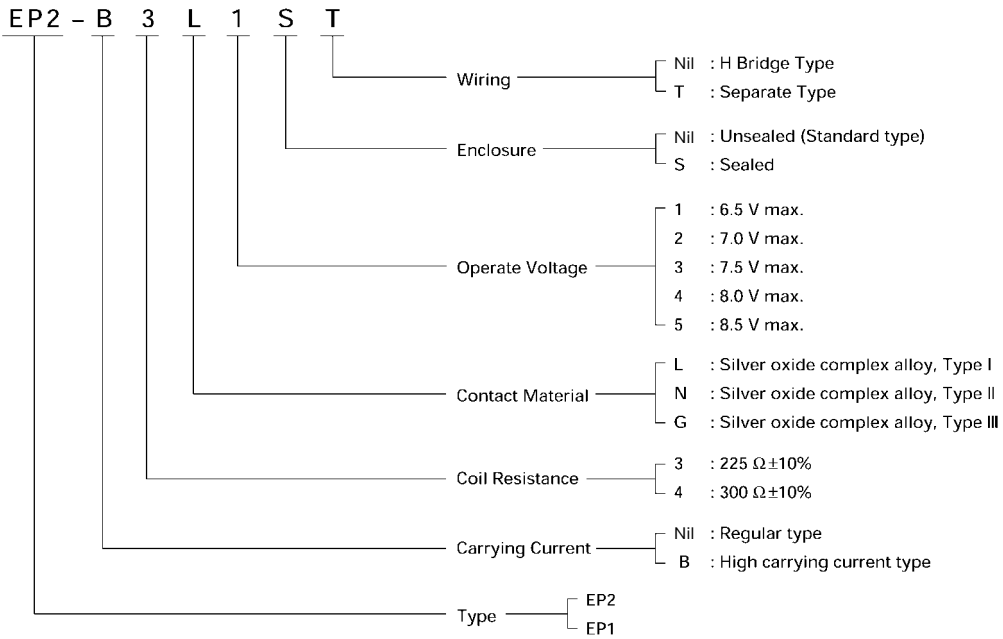 EP2 – B 3 L 1 S T
Wiring
Nil : H Bridge Type
T : Separate Type
Enclosure
Nil : Unsealed (Standard type)
S : Sealed
Operate Voltage
1 : 6.5 V max.
2 : 7.0 V max.
3 : 7.5 V max.
4 : 8.0 V max.
5 : 8.5 V max.
Contact Material
L : Silver oxide complex alloy, Type I
N : Silver oxide complex alloy, Type II
G : Silver oxide complex alloy, Type III
Coil Resistance
3 : 225 Ω±10%
4 : 300 Ω±10%
Carrying Current
Nil : Regular type
B : High carrying current type
Type
EP2
EP1